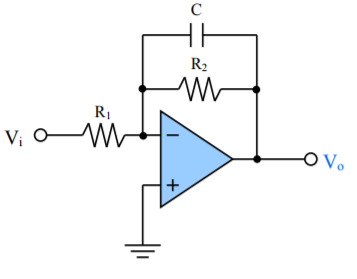 C
R₂
R₁
Vᵢ
−
+
Vₒ